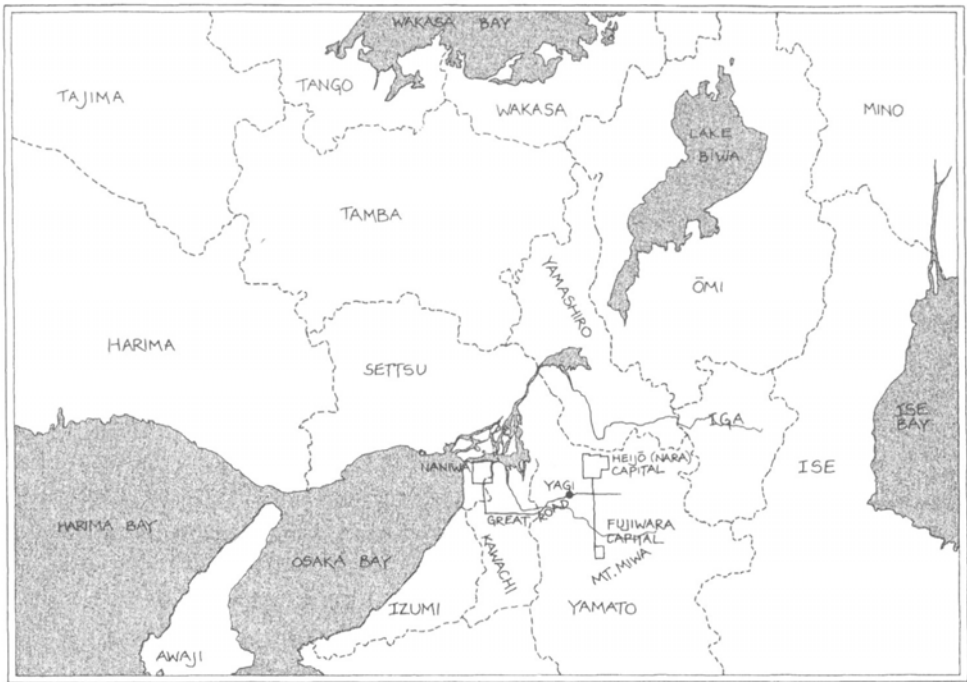 WAKASA BAY
TANGO
TAJIMA
WAKASA
MINO
LAKE
BIWA
TAMBA
YAMASHIRO
ŌMI
HARIMA
SETTSU
IGA
ISE
BAY
NANIWA
HEIJŌ (NARA)
CAPITAL
ISE
YAGI
GREAT ROAD
HARIMA BAY
FUJIWARA
CAPITAL
OSAKA BAY
KAWACHI
MT. MIWA
IZUMI
YAMATO
AWAJI